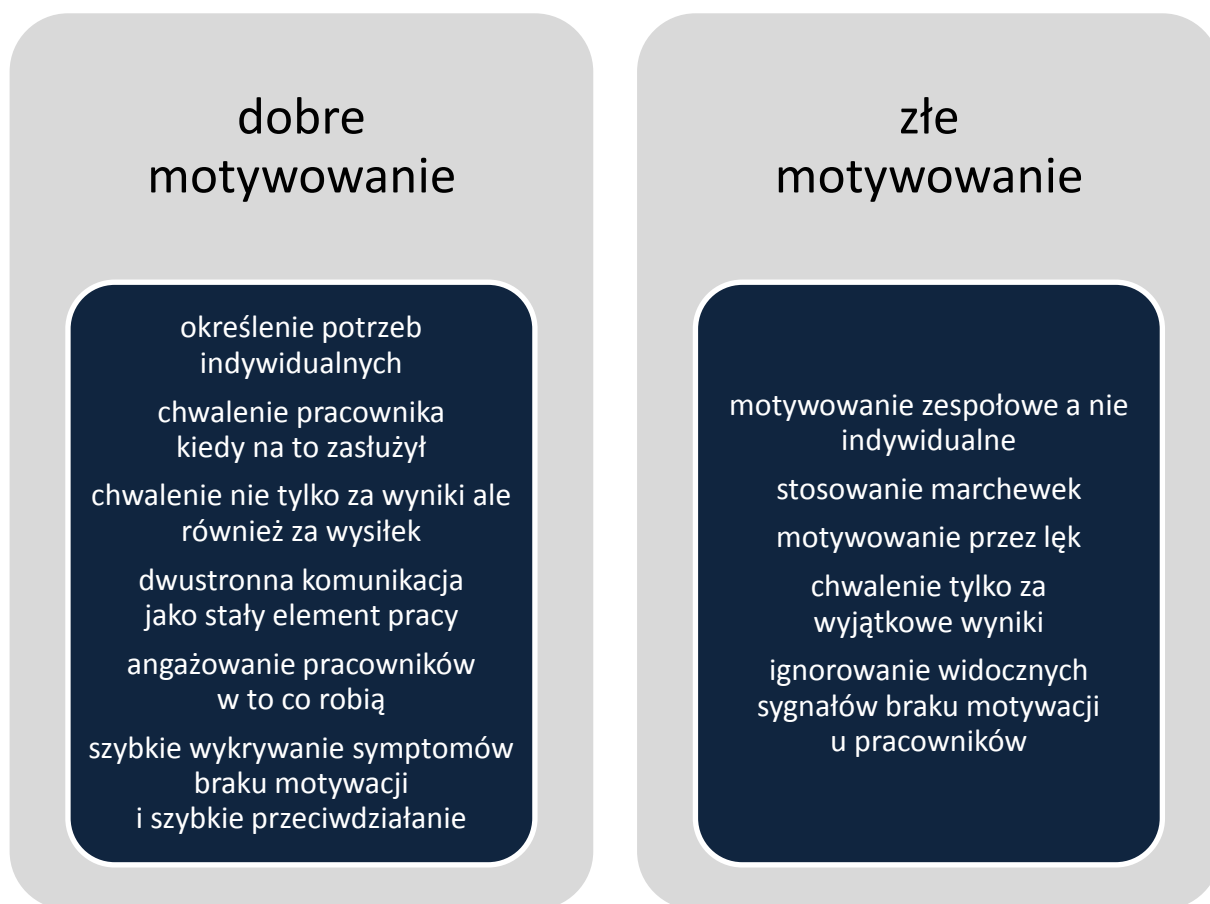 dobre
motywowanie
określenie potrzeb
indywidualnych
chwalenie pracownika
kiedy na to zasłużył
chwalenie nie tylko za wyniki ale
również za wysiłek
dwustronna komunikacja
jako stały element pracy
angażowanie pracowników
w to co robią
szybkie wykrywanie symptomów
braku motywacji
i szybkie przeciwdziałanie
złe
motywowanie
motywowanie zespołowe a nie
indywidualne
stosowanie marchewek
motywowanie przez lęk
chwalenie tylko za
wyjątkowe wyniki
ignorowanie widocznych
sygnałów braku motywacji
u pracowników